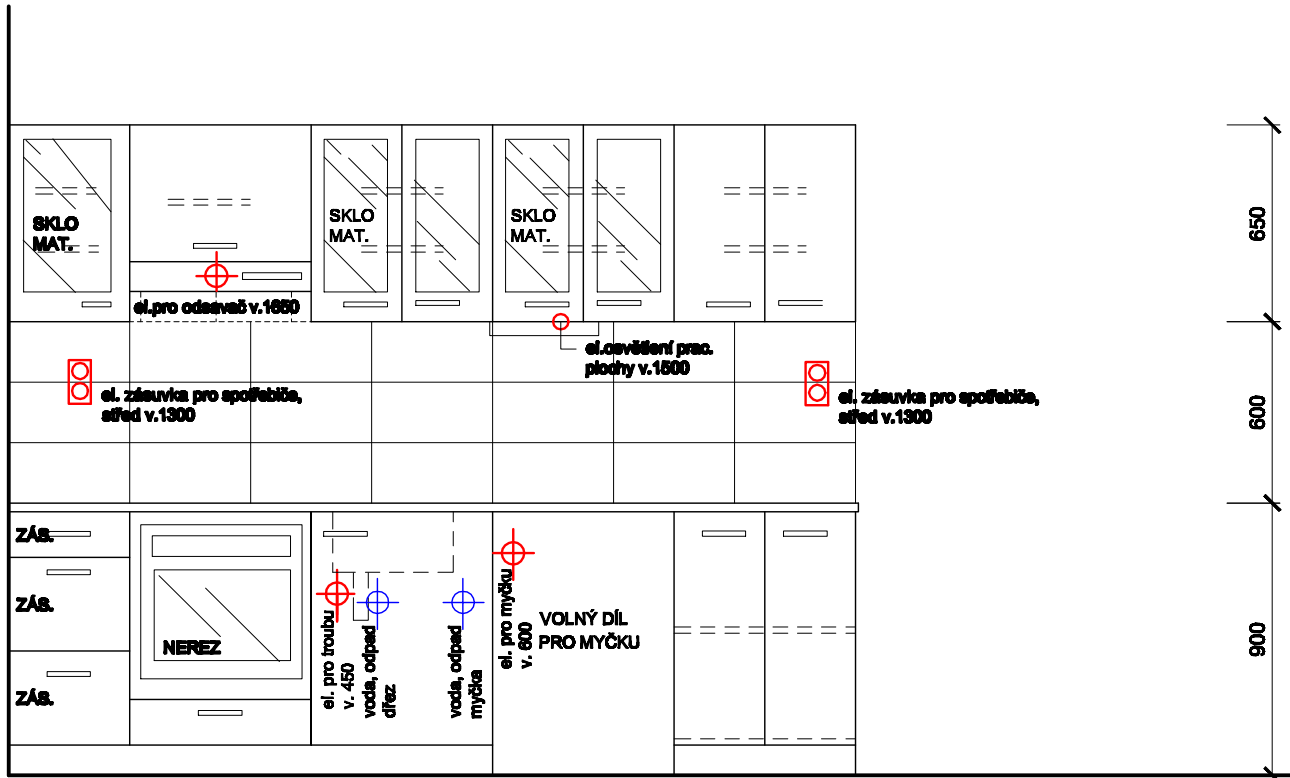 SKLO
MAT.
SKLO
MAT.
SKLO
MAT.
650
el.pro odsavač v.1650
el.osvětlení prac.
plochy v.1500
el. zásuvka pro spotřebiče,
střed v.1300
el. zásuvka pro spotřebiče,
střed v.1300
600
ZÁS.
ZÁS.
ZÁS.
NEREZ
el. pro troubu
v. 450
voda, odpad
dřez
voda, odpad
myčka
el. pro myčku
v. 600
VOLNÝ DÍL
PRO MYČKU
900